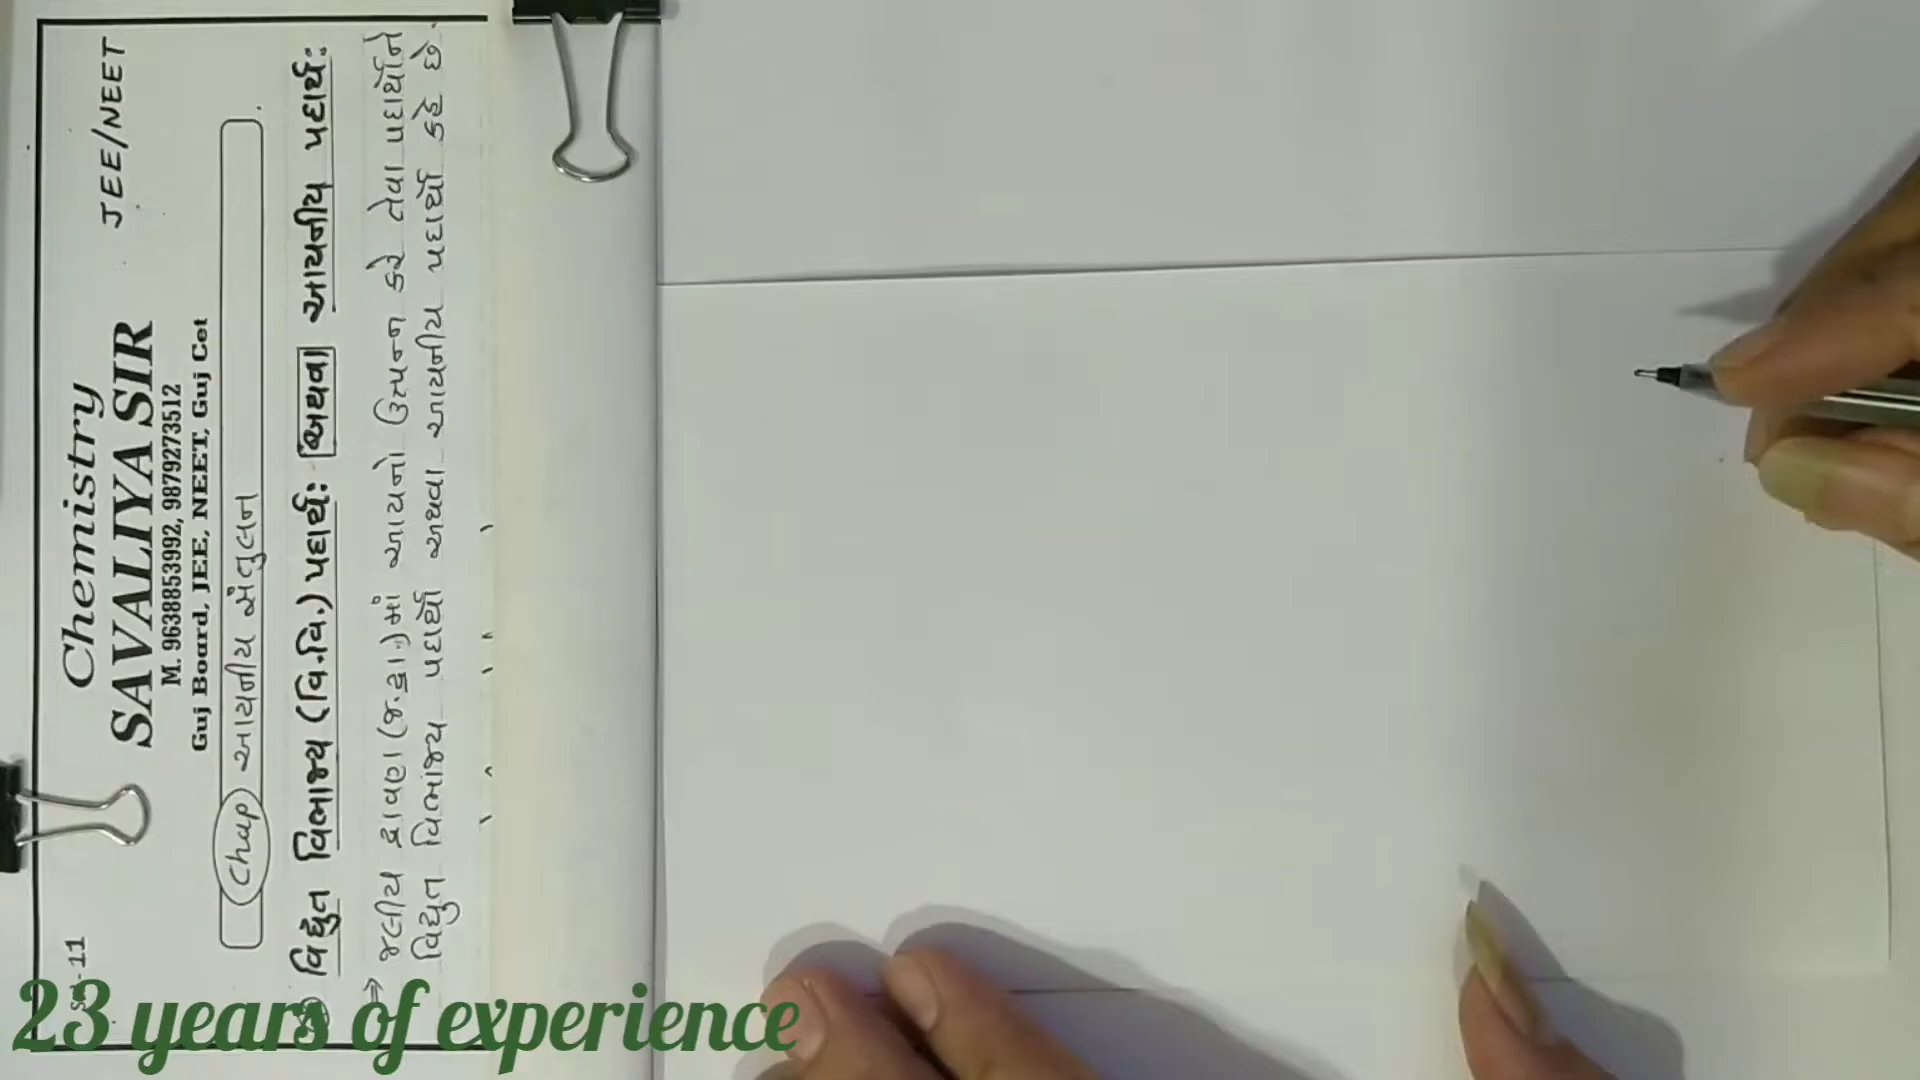 Chemistry
SAVALIYA SIR
JEE/NEET
M. 9638853992, 9879273512
Guj Board, JEE, NEET, Guj Cet
-11
Chap આયનીય સંતુલન
વિદ્યુત વિભાજ્ય (વિ.વિ.) પદાર્થ: અથવા આયનીય પદાર્થ:
⇒ જલીય દ્રાવણ (જ.દ્રા.)માં આયનો ઉત્પન્ન કરે તેવા પદાર્થોને
વિદ્યુત વિભાજ્ય પદાર્થો અથવા આયનીય પદાર્થો કહે છે.
23 years of experience